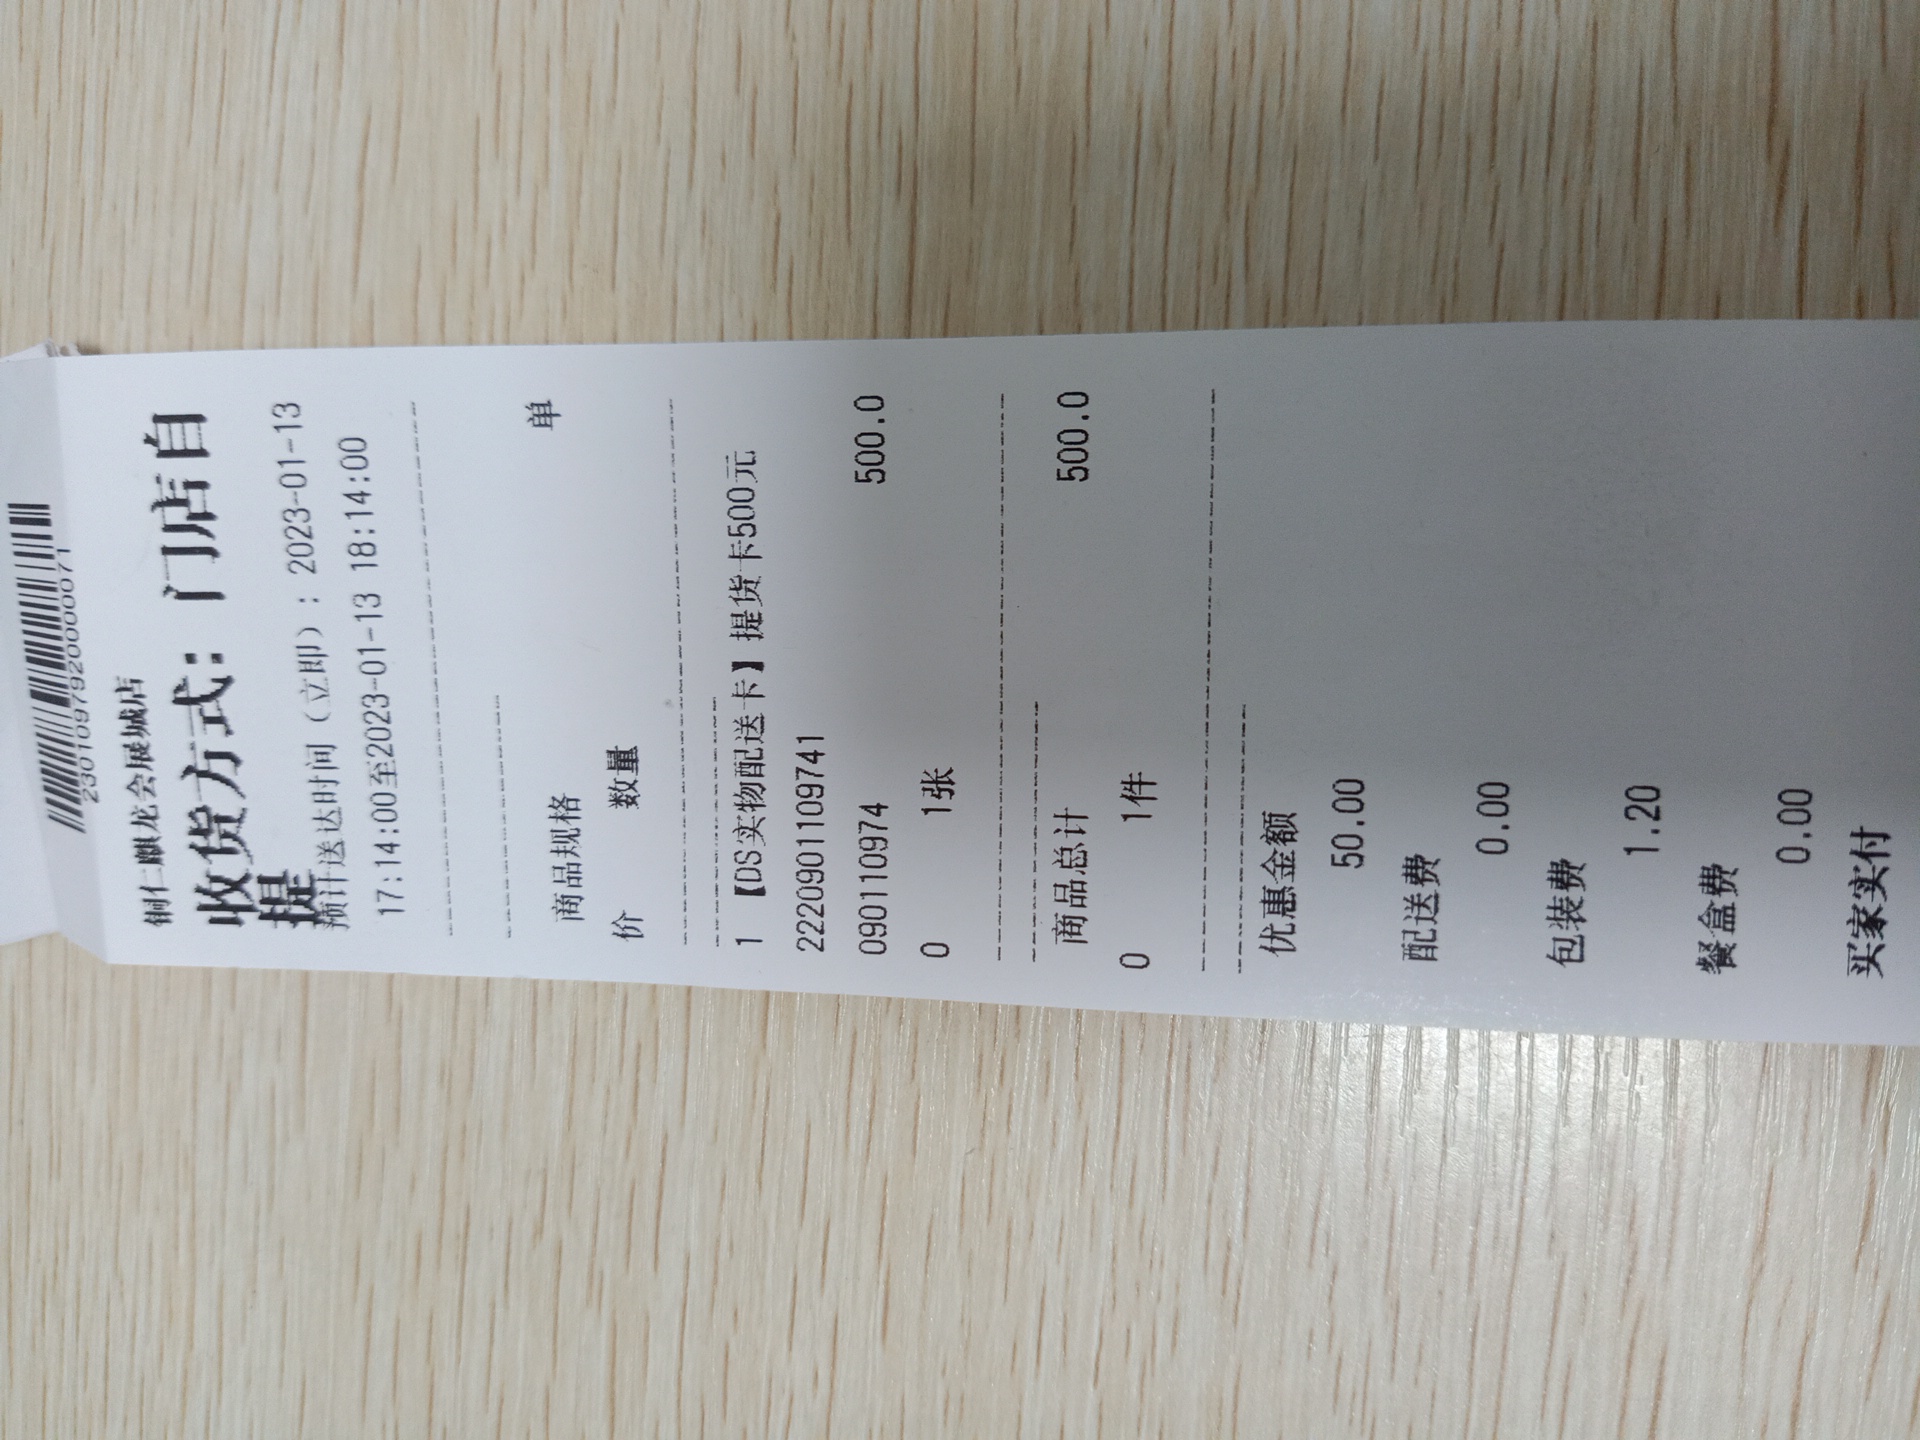 2301097920000071
铜仁麒龙会展城店
收货方式：门店自
提
预计送达时间（立即）：2023-01-13
17:14:00至2023-01-13 18:14:00
单
商品规格
价 数量
1 【DS实物配送卡】提货卡500元
2220901109741
090110974 500.0
0 1张
商品总计 500.0
0 1件
优惠金额
50.00
配送费
0.00
包装费
1.20
餐盒费
0.00
买家实付